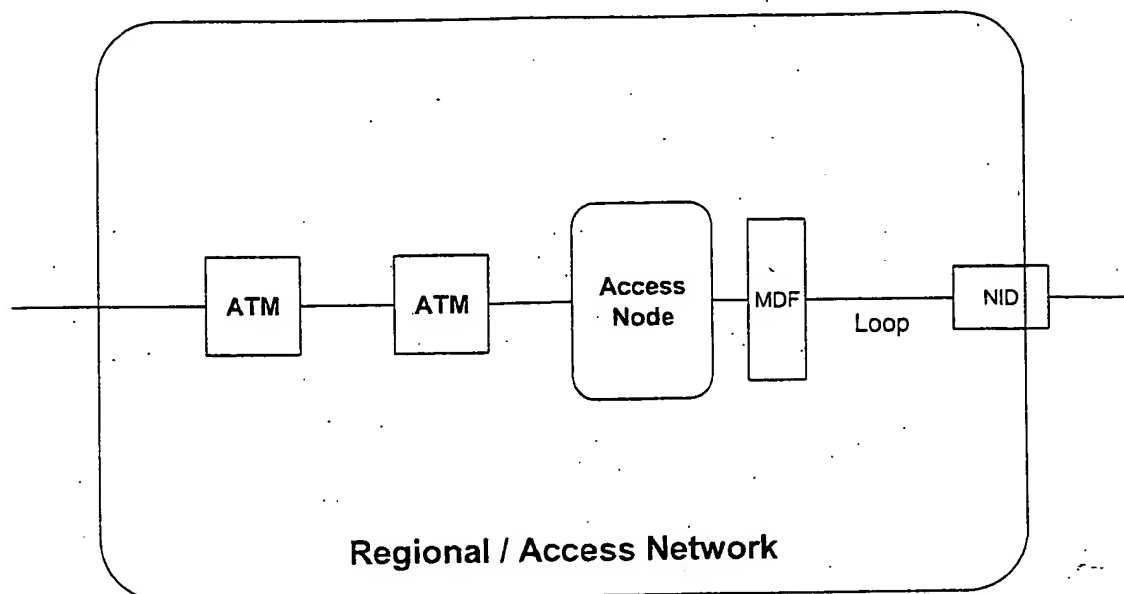 ATM
ATM
Access
Node
MDF
Loop
NID
Regional / Access Network